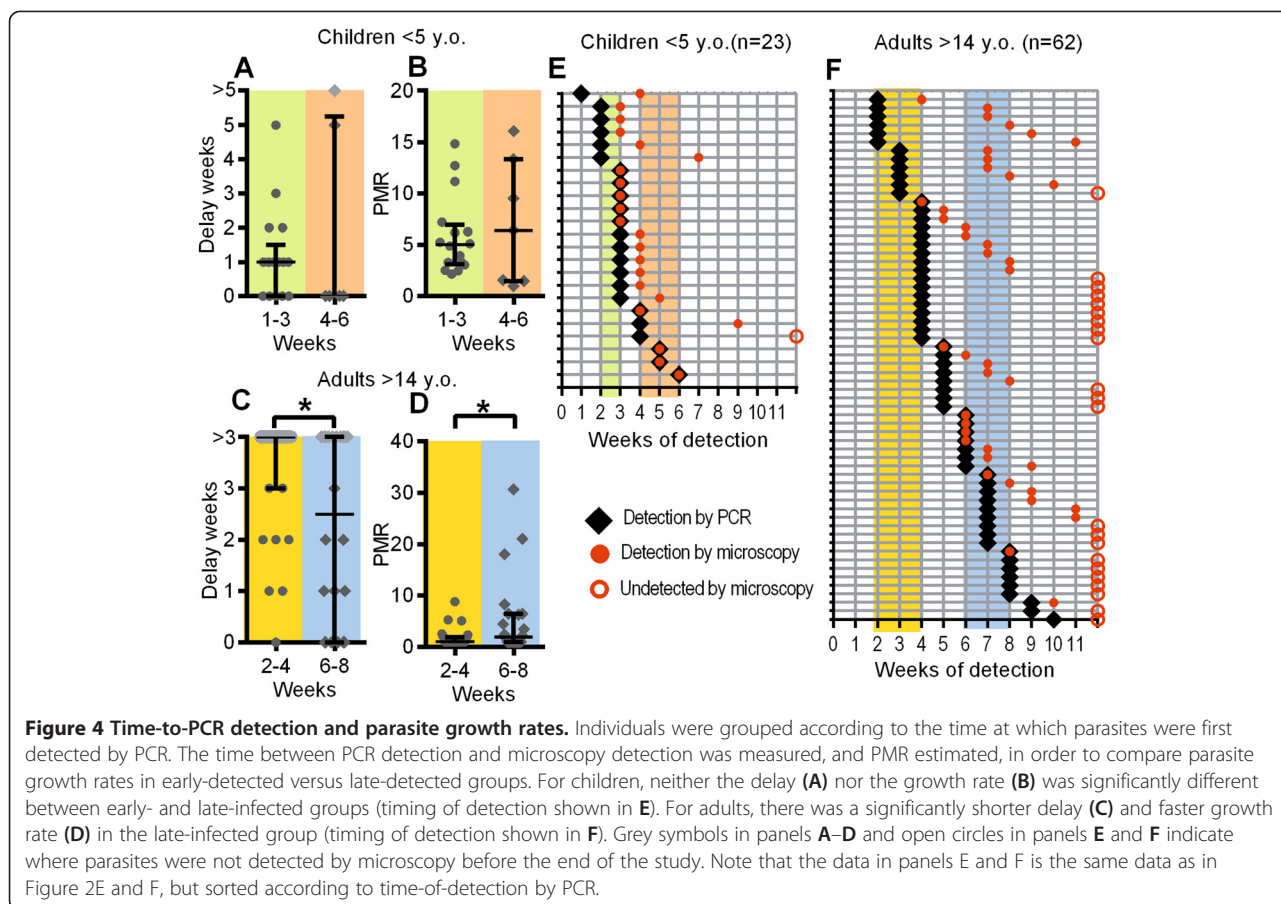 Children <5 y.o.
A
B
Delay weeks
>5
5
4
3
2
1
0
1-3 4-6
Weeks
PMR
20
15
10
5
0
1-3 4-6
Weeks
Children <5 y.o.(n=23)
E
0 1 2 3 4 5 6 7 8 9 10 11
Weeks of detection
Adults >14 y.o. (n=62)
F
0 1 2 3 4 5 6 7 8 9 10 11
Weeks of detection
Adults >14 y.o.
C
D
*
*
Delay weeks
>3
3
2
1
0
2-4 6-8
Weeks
PMR
40
30
20
10
0
2-4 6-8
Weeks
Detection by PCR
Detection by microscopy
Undetected by microscopy
Figure 4 Time-to-PCR detection and parasite growth rates. Individuals were grouped according to the time at which parasites were first
detected by PCR. The time between PCR detection and microscopy detection was measured, and PMR estimated, in order to compare parasite
growth rates in early-detected versus late-detected groups. For children, neither the delay (A) nor the growth rate (B) was significantly different
between early- and late-infected groups (timing of detection shown in E). For adults, there was a significantly shorter delay (C) and faster growth
rate (D) in the late-infected group (timing of detection shown in F). Grey symbols in panels A–D and open circles in panels E and F indicate
where parasites were not detected by microscopy before the end of the study. Note that the data in panels E and F is the same data as in
Figure 2E and F, but sorted according to time-of-detection by PCR.